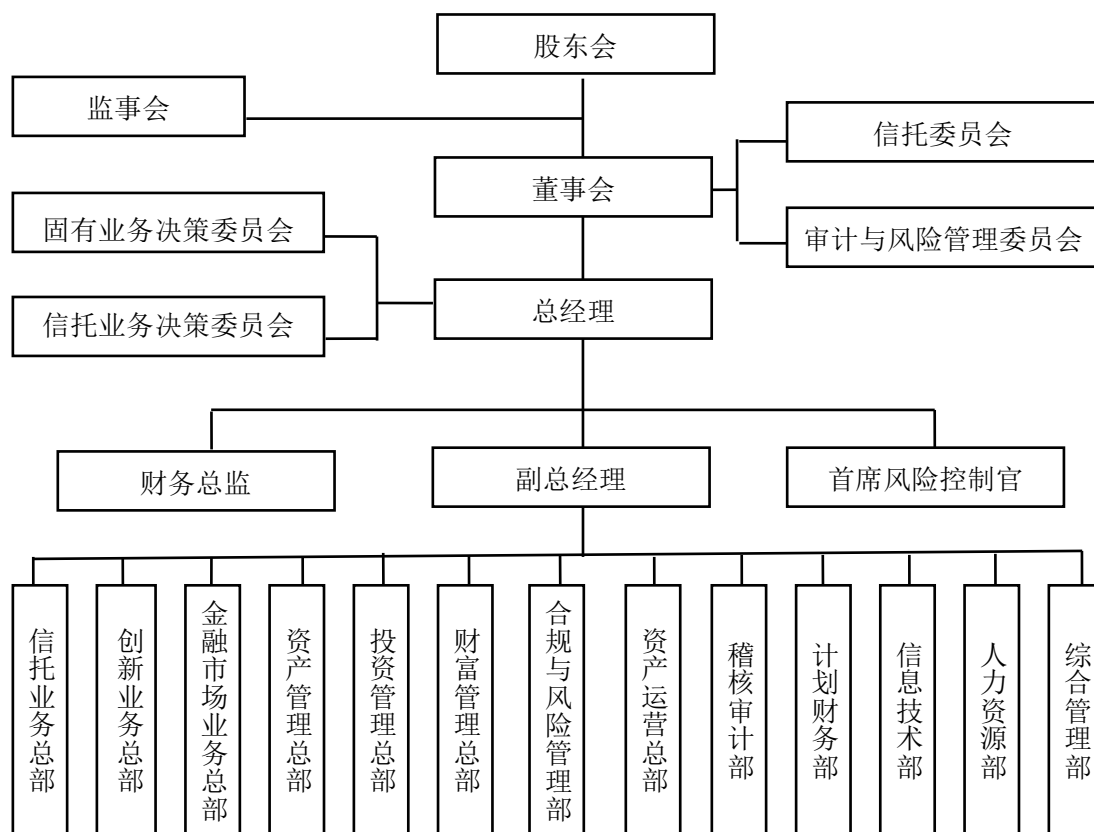 股东会
监事会
信托委员会
董事会
固有业务决策委员会
审计与风险管理委员会
总经理
信托业务决策委员会
财务总监
副总经理
首席风险控制官
信托业务总部
创新业务总部
金融市场业务总部
资产管理总部
投资管理总部
财富管理总部
合规与风险管理部
资产运营总部
稽核审计部
计划财务部
信息技术部
人力资源部
综合管理部